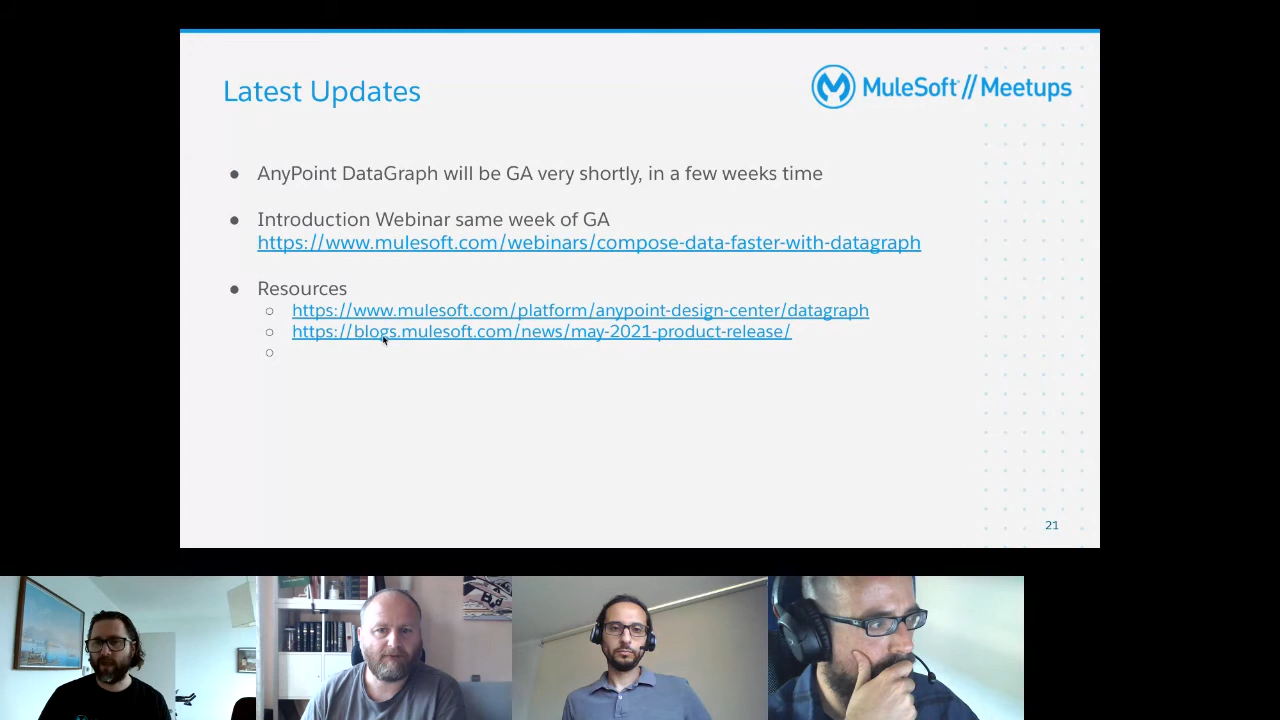 Latest Updates
MuleSoft // Meetups
● AnyPoint DataGraph will be GA very shortly, in a few weeks time
● Introduction Webinar same week of GA
https://www.mulesoft.com/webinars/compose-data-faster-with-datagraph
● Resources
○ https://www.mulesoft.com/platform/anypoint-design-center/datagraph
○ https://blogs.mulesoft.com/news/may-2021-product-release/
○
21